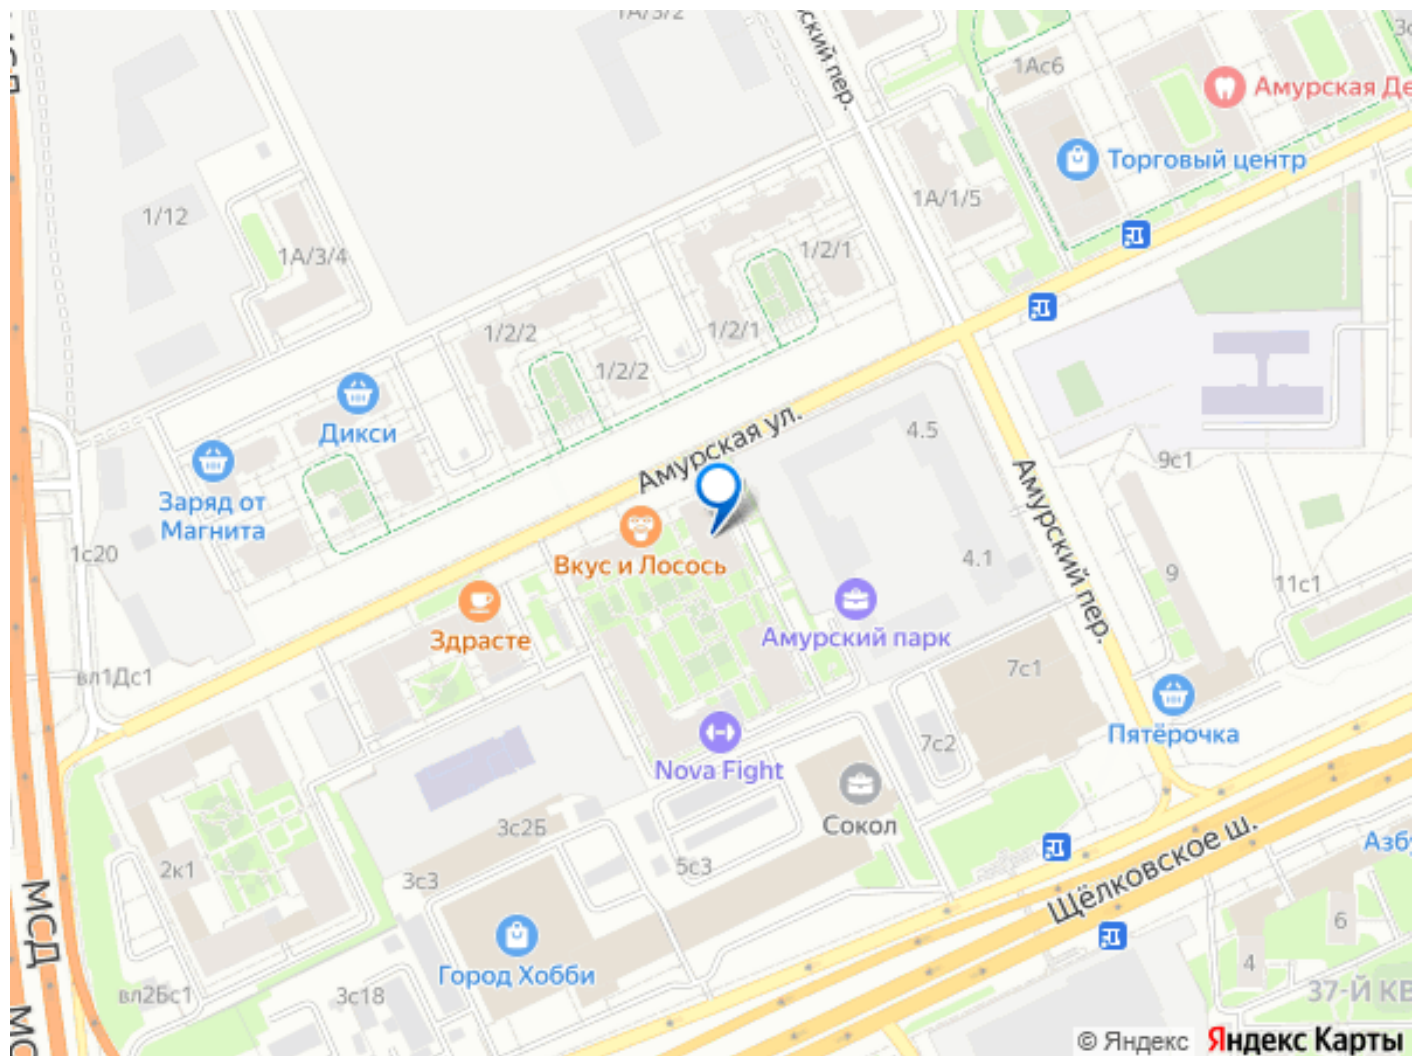 1А/3/2
ский пер.
1Ас6
Амурская Де
Торговый центр
1/12
1А/1/5
1А/3/4
1/2/1
1/2/2
1/2/1
1/2/2
Дикси
Амурская ул.
4.5
9с1
Заряд от
Магнита
Амурский пер.
1с20
Вкус и Лосось
4.1
9
11с1
Здрасте
Амурский парк
7с1
вл1Дс1
Пятёрочка
7с2
Nova Fight
Сокол
3с2Б
Щёлковское ш.
Азб
2к1
3с3
5с3
МСД
6
Город Хобби
4
вл2Бс1
3с18
37-Й КВ
© Яндекс Яндекс Карты